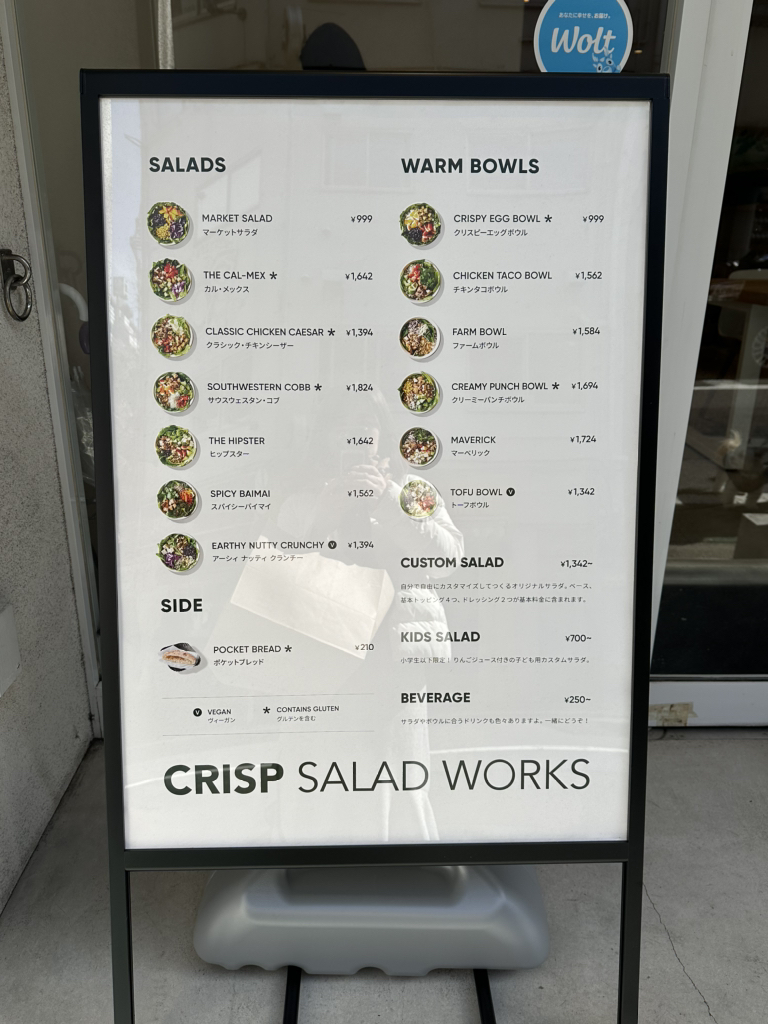 あなたに幸せを、お届け。
Wolt
SALADS
MARKET SALAD ¥999
マーケットサラダ
THE CAL-MEX * ¥1,642
カル・メックス
CLASSIC CHICKEN CAESAR * ¥1,394
クラシック・チキンシーザー
SOUTHWESTERN COBB * ¥1,824
サウスウェスタン・コブ
THE HIPSTER ¥1,642
ヒップスター
SPICY BAIMAI ¥1,562
スパイシーバイマイ
EARTHY NUTTY CRUNCHY V ¥1,394
アーシィ ナッティ クランチー
SIDE
POCKET BREAD * ¥210
ポケットブレッド
V VEGAN
ヴィーガン
* CONTAINS GLUTEN
グルテンを含む
WARM BOWLS
CRISPY EGG BOWL * ¥999
クリスピーエッグボウル
CHICKEN TACO BOWL ¥1,562
チキンタコボウル
FARM BOWL ¥1,584
ファームボウル
CREAMY PUNCH BOWL * ¥1,694
クリーミーパンチボウル
MAVERICK ¥1,724
マーベリック
TOFU BOWL V ¥1,342
トーフボウル
CUSTOM SALAD ¥1,342~
自分で自由にカスタマイズしてつくるオリジナルサラダ。ベース、
基本トッピング4つ、ドレッシング2つが基本料金に含まれます。
KIDS SALAD ¥700~
小学生以下限定！りんごジュース付きの子ども用カスタムサラダ。
BEVERAGE ¥250~
サラダやボウルに合うドリンクも色々ありますよ。一緒にどうぞ！
CRISP SALAD WORKS